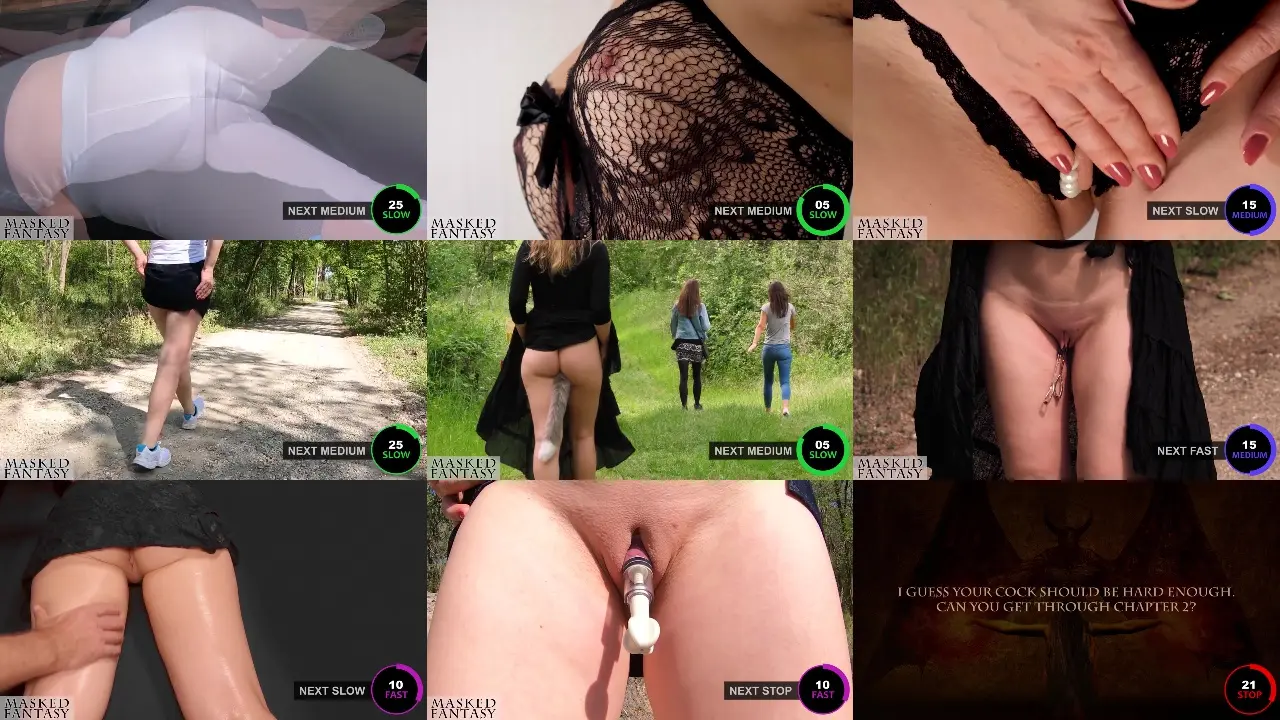 NEXT MEDIUM
25
SLOW
MASKED
FANTASY
NEXT MEDIUM
05
SLOW
MASKED
FANTASY
NEXT SLOW
15
MEDIUM
MASKED
FANTASY
NEXT MEDIUM
25
SLOW
MASKED
FANTASY
NEXT MEDIUM
05
SLOW
MASKED
FANTASY
NEXT FAST
15
MEDIUM
MASKED
FANTASY
NEXT SLOW
10
FAST
MASKED
FANTASY
NEXT STOP
10
FAST
MASKED
FANTASY
I GUESS YOUR COCK SHOULD BE HARD ENOUGH.
CAN YOU GET THROUGH CHAPTER 2?
21
STOP